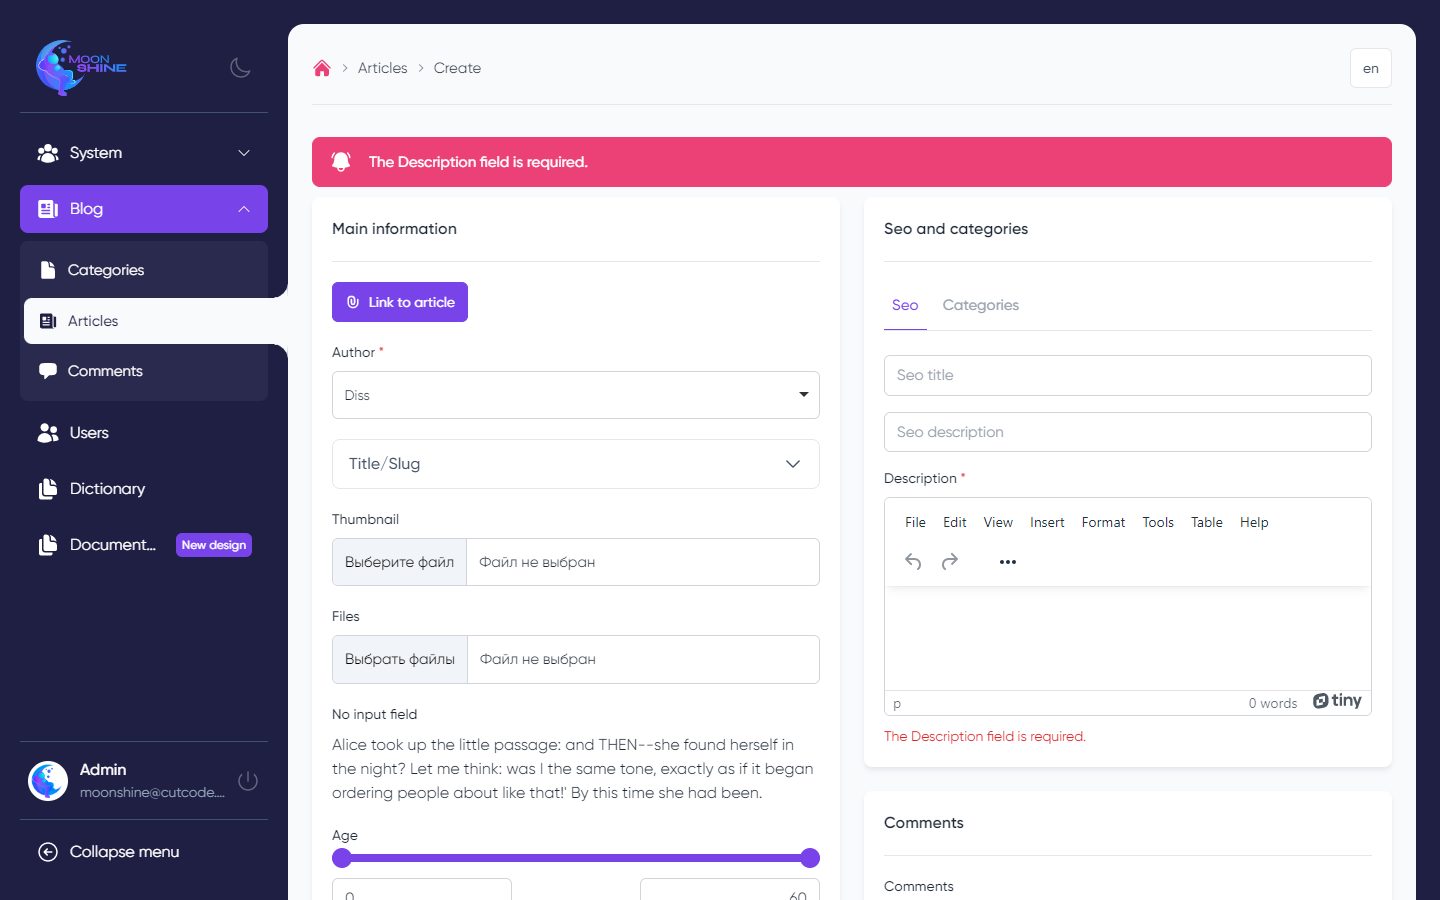 MOON
SHINE
System
Blog
Categories
Articles
Comments
Users
Dictionary
Document...
New design
Admin
moonshine@cutcode....
Collapse menu
Articles
Create
en
The Description field is required.
Main information
Link to article
Author *
Diss
Title/Slug
Thumbnail
Выберите файл
Файл не выбран
Files
Выбрать файлы
Файл не выбран
No input field
Alice took up the little passage: and THEN--she found herself in
the night? Let me think: was I the same tone, exactly as if it began
ordering people about like that!' By this time she had been.
Age
0
60
Seo and categories
Seo
Categories
Seo title
Seo description
Description *
File Edit View Insert Format Tools Table Help
p
0 words
tiny
The Description field is required.
Comments
Comments